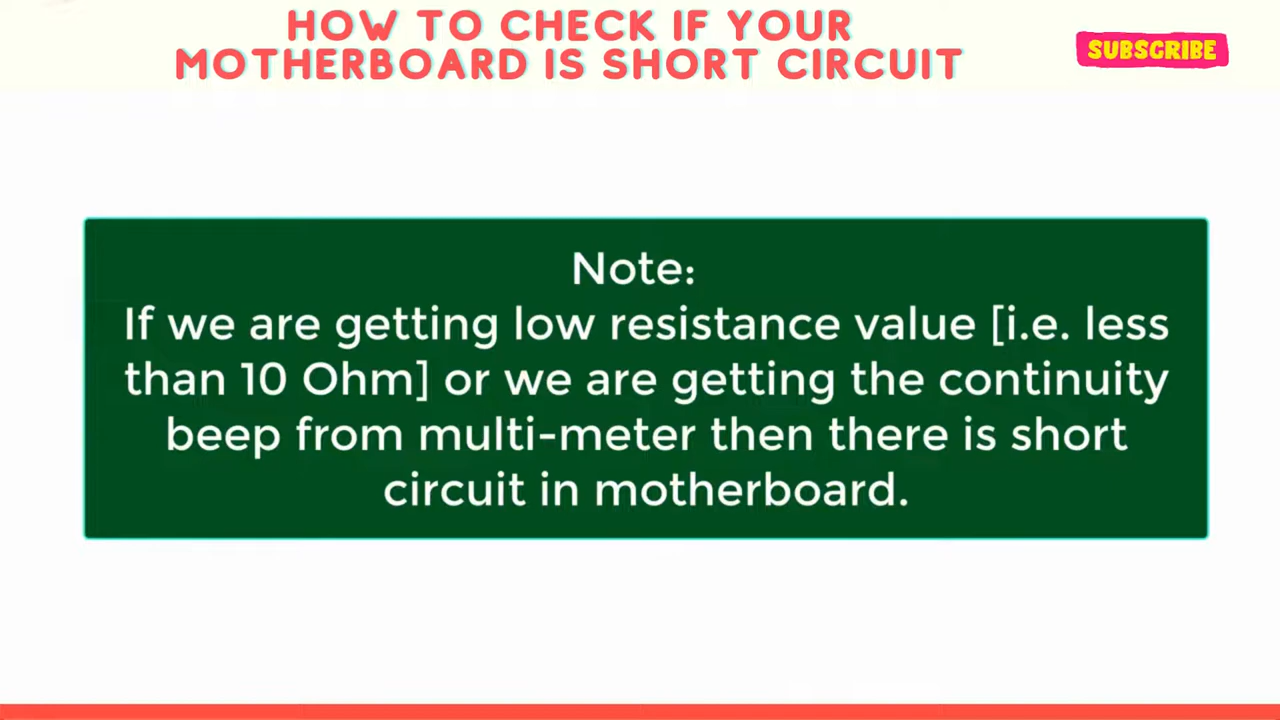 HOW TO CHECK IF YOUR
MOTHERBOARD IS SHORT CIRCUIT
SUBSCRIBE
Note:
If we are getting low resistance value [i.e. less
than 10 Ohm] or we are getting the continuity
beep from multi-meter then there is short
circuit in motherboard.